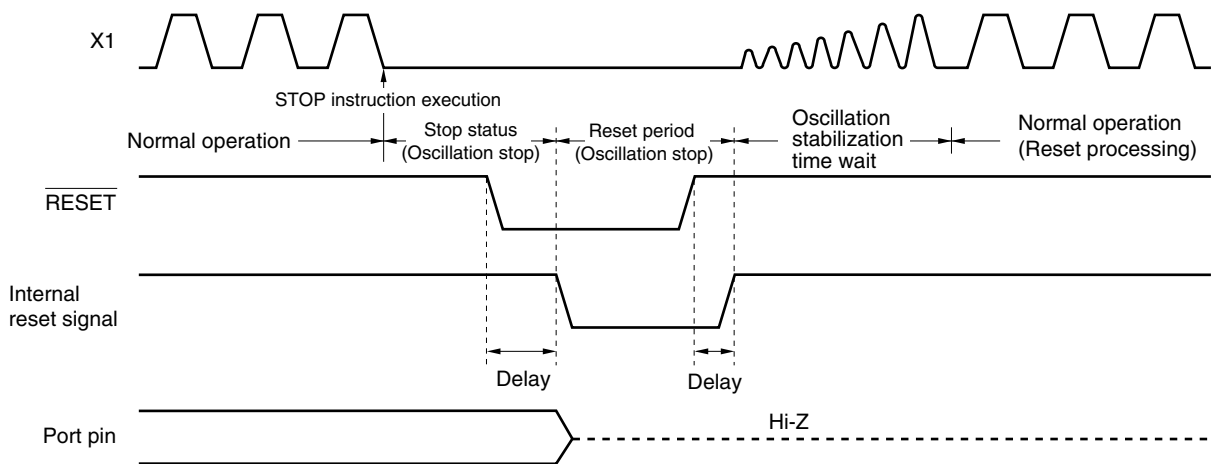 X1
STOP instruction execution
Normal operation
Stop status
(Oscillation stop)
Reset period
(Oscillation stop)
Oscillation
stabilization
time wait
Normal operation
(Reset processing)
RESET
Internal
reset signal
Delay
Delay
Port pin
Hi-Z